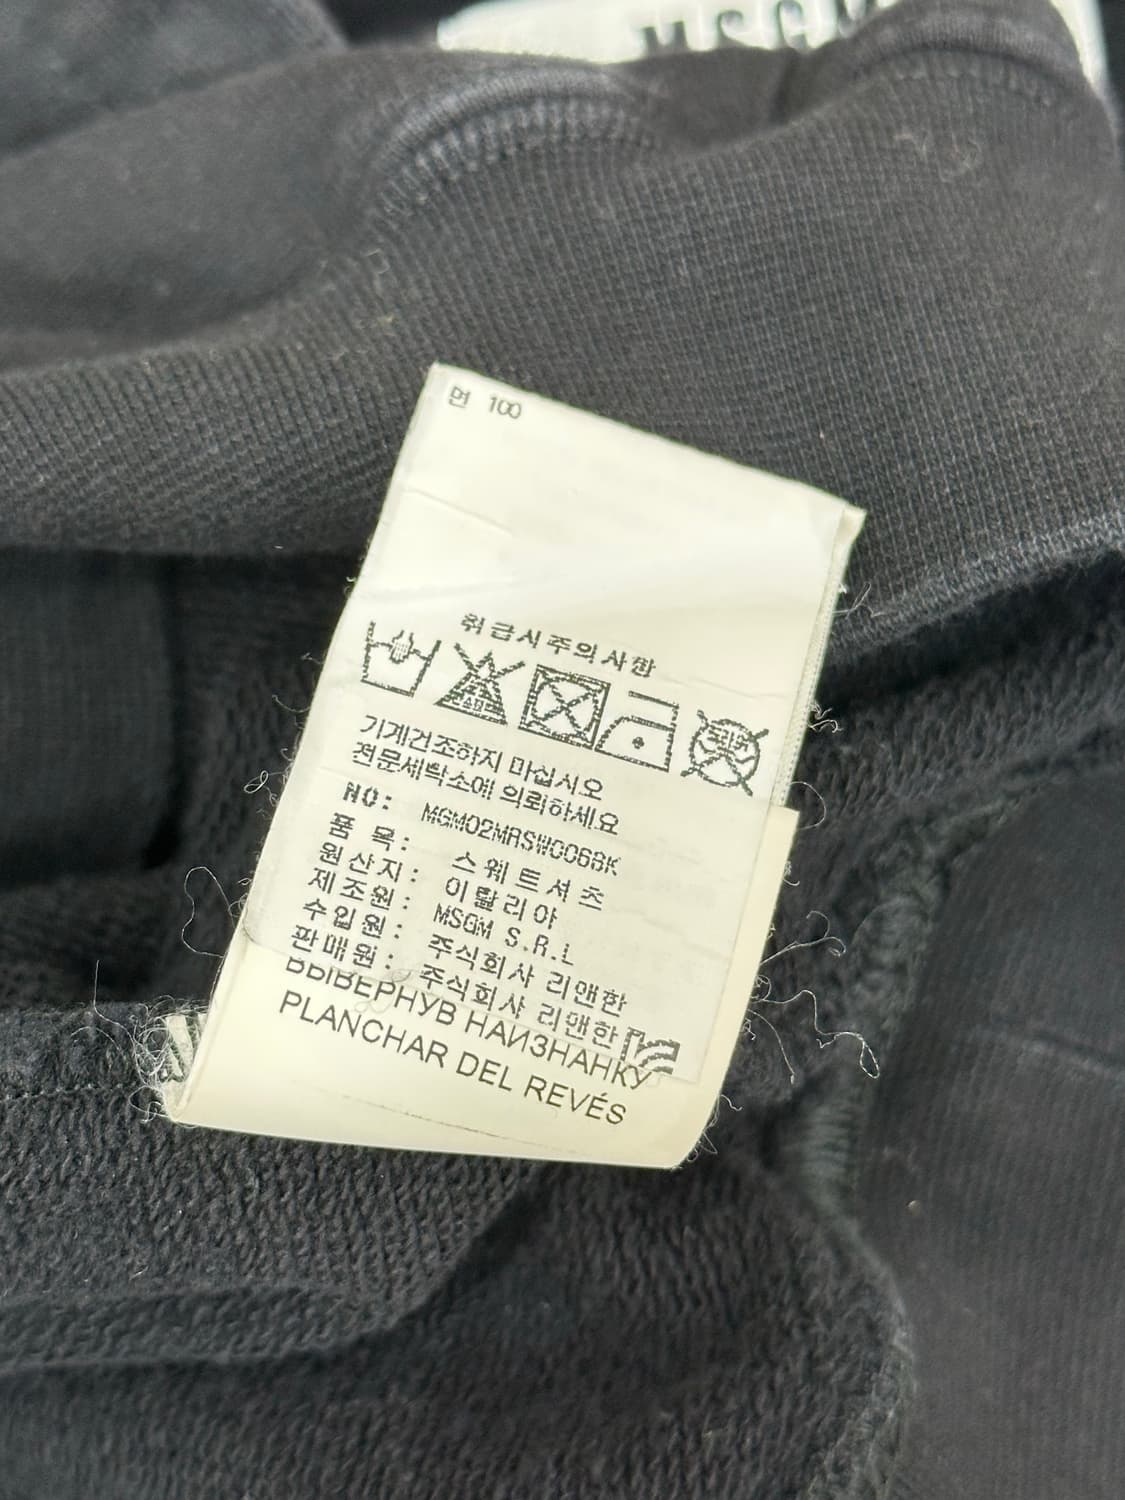 MSGM
면 100
취급시주의사항
기계건조하지 마십시오
전문세탁소에 의뢰하세요
NO: MGM02MRSW0068K
품 목: 스웨트셔츠
원산지: 이탈리아
제조원: MSGM S.R.L
수입원: 주식회사 리앤한
판매원: 주식회사 리앤한
НАИЗНАНКУ
PLANCHAR DEL REVÉS